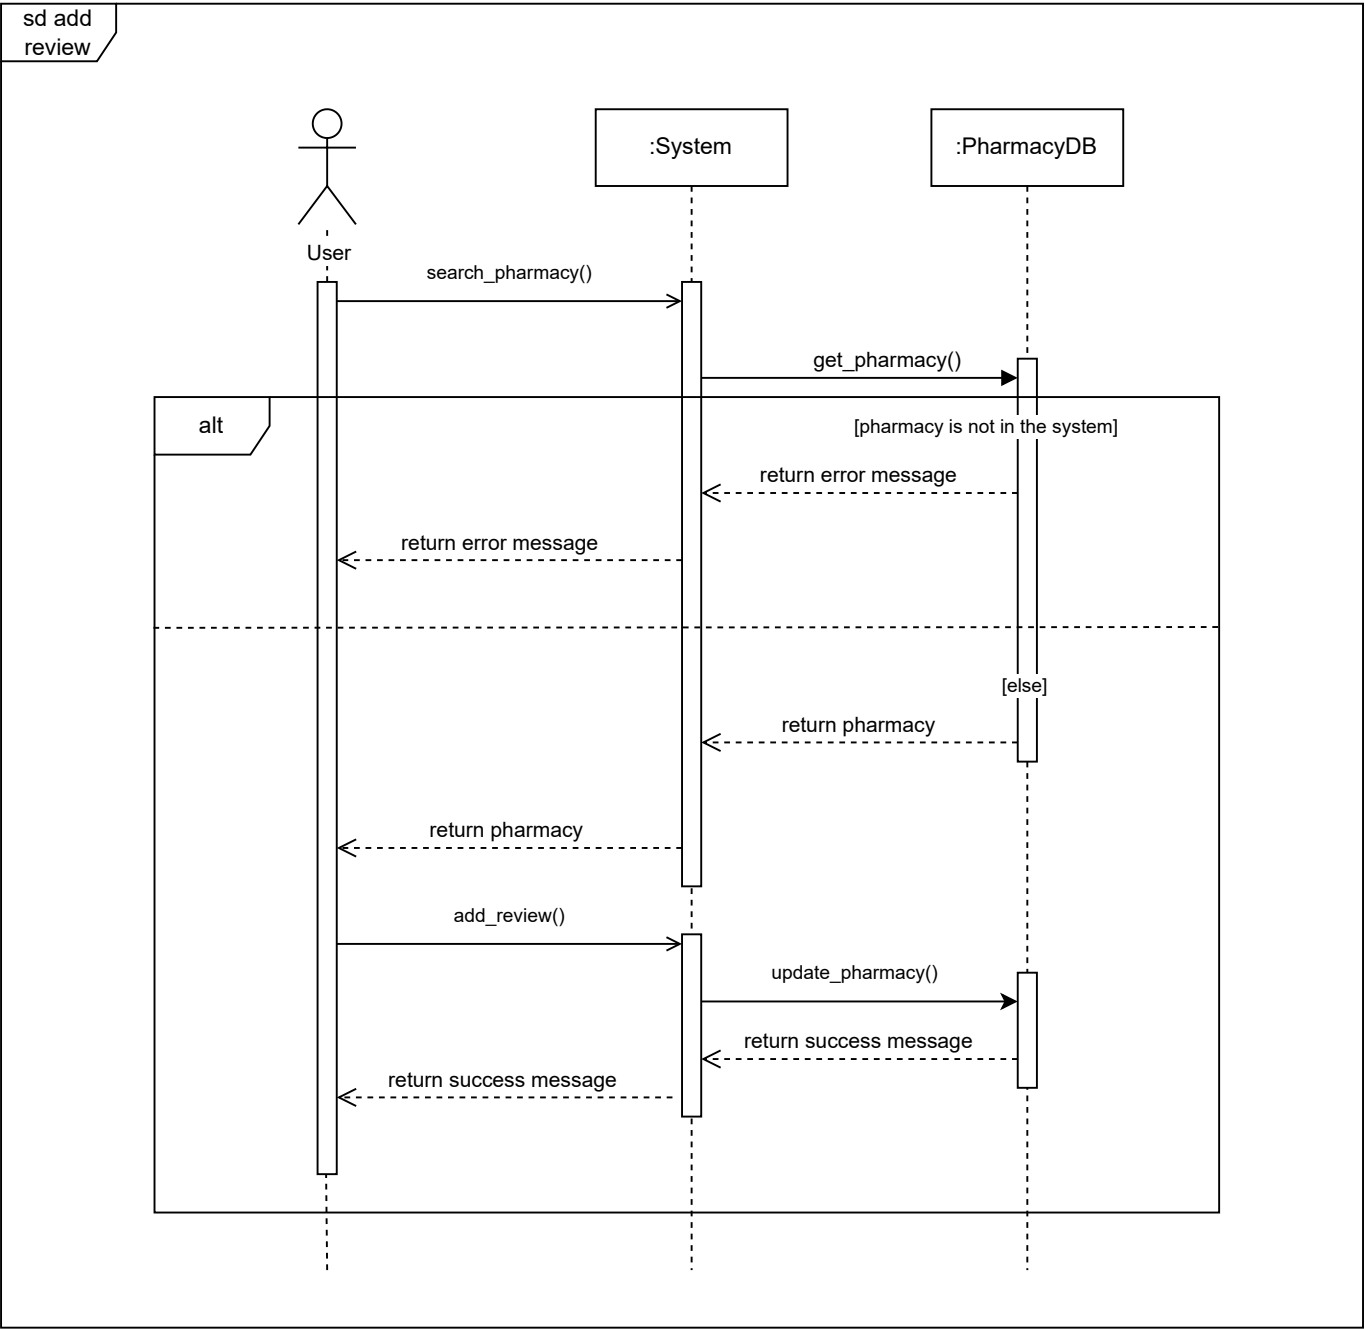 sd add
review
:System
:PharmacyDB
User
search_pharmacy()
get_pharmacy()
alt
[pharmacy is not in the system]
return error message
return error message
[else]
return pharmacy
return pharmacy
add_review()
update_pharmacy()
return success message
return success message